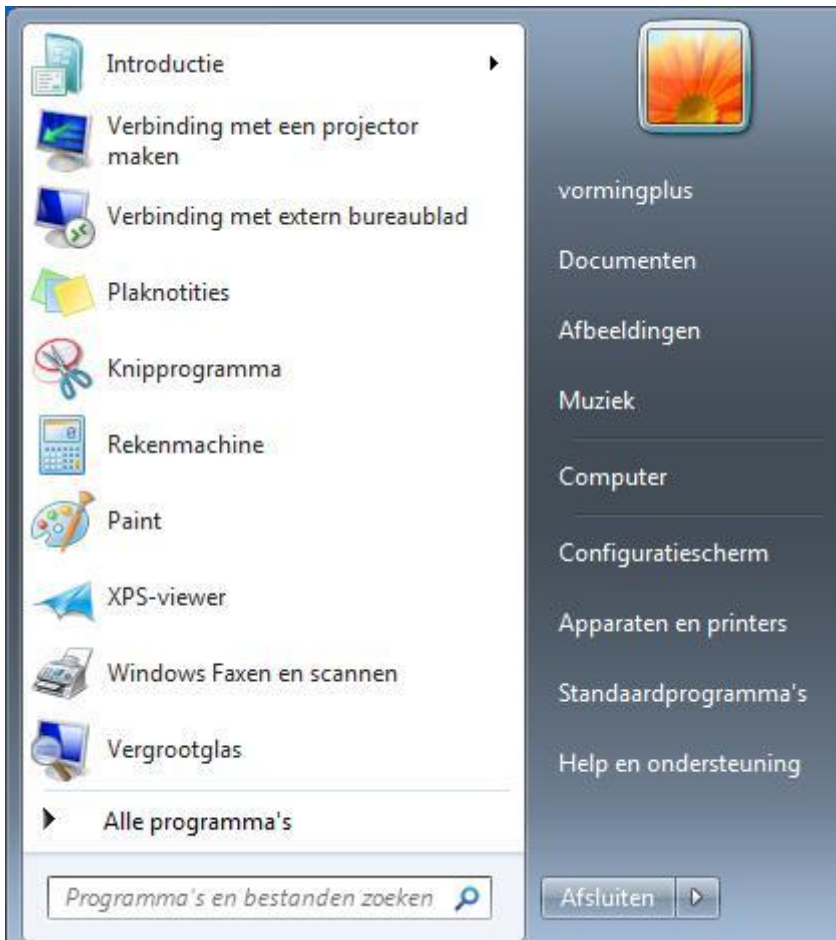 Introductie
Verbinding met een projector
maken
Verbinding met extern bureaublad
Plaknotities
Knipprogramma
Rekenmachine
Paint
XPS-viewer
Windows Faxen en scannen
Vergrootglas
Alle programma's
Programma's en bestanden zoeken
vormingplus
Documenten
Afbeeldingen
Muziek
Computer
Configuratiescherm
Apparaten en printers
Standaardprogramma's
Help en ondersteuning
Afsluiten